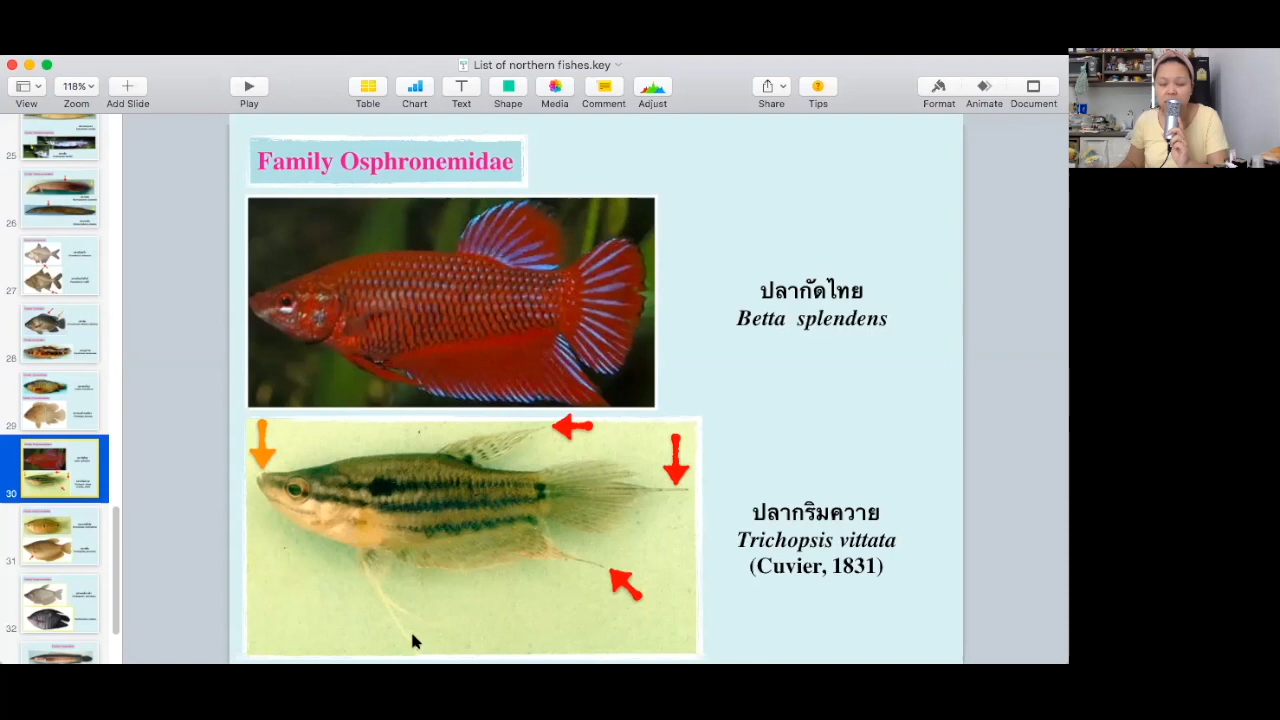 List of northern fishes.key
118%
View
Zoom
Add Slide
Play
Table
Chart
Text
Shape
Media
Comment
Adjust
Share
Tips
Format
Animate
Document
25
26
27
28
29
30
31
32
Family Osphronemidae
ปลากัดไทย
Betta splendens
ปลากริมควาย
Trichopsis vittata
(Cuvier, 1831)